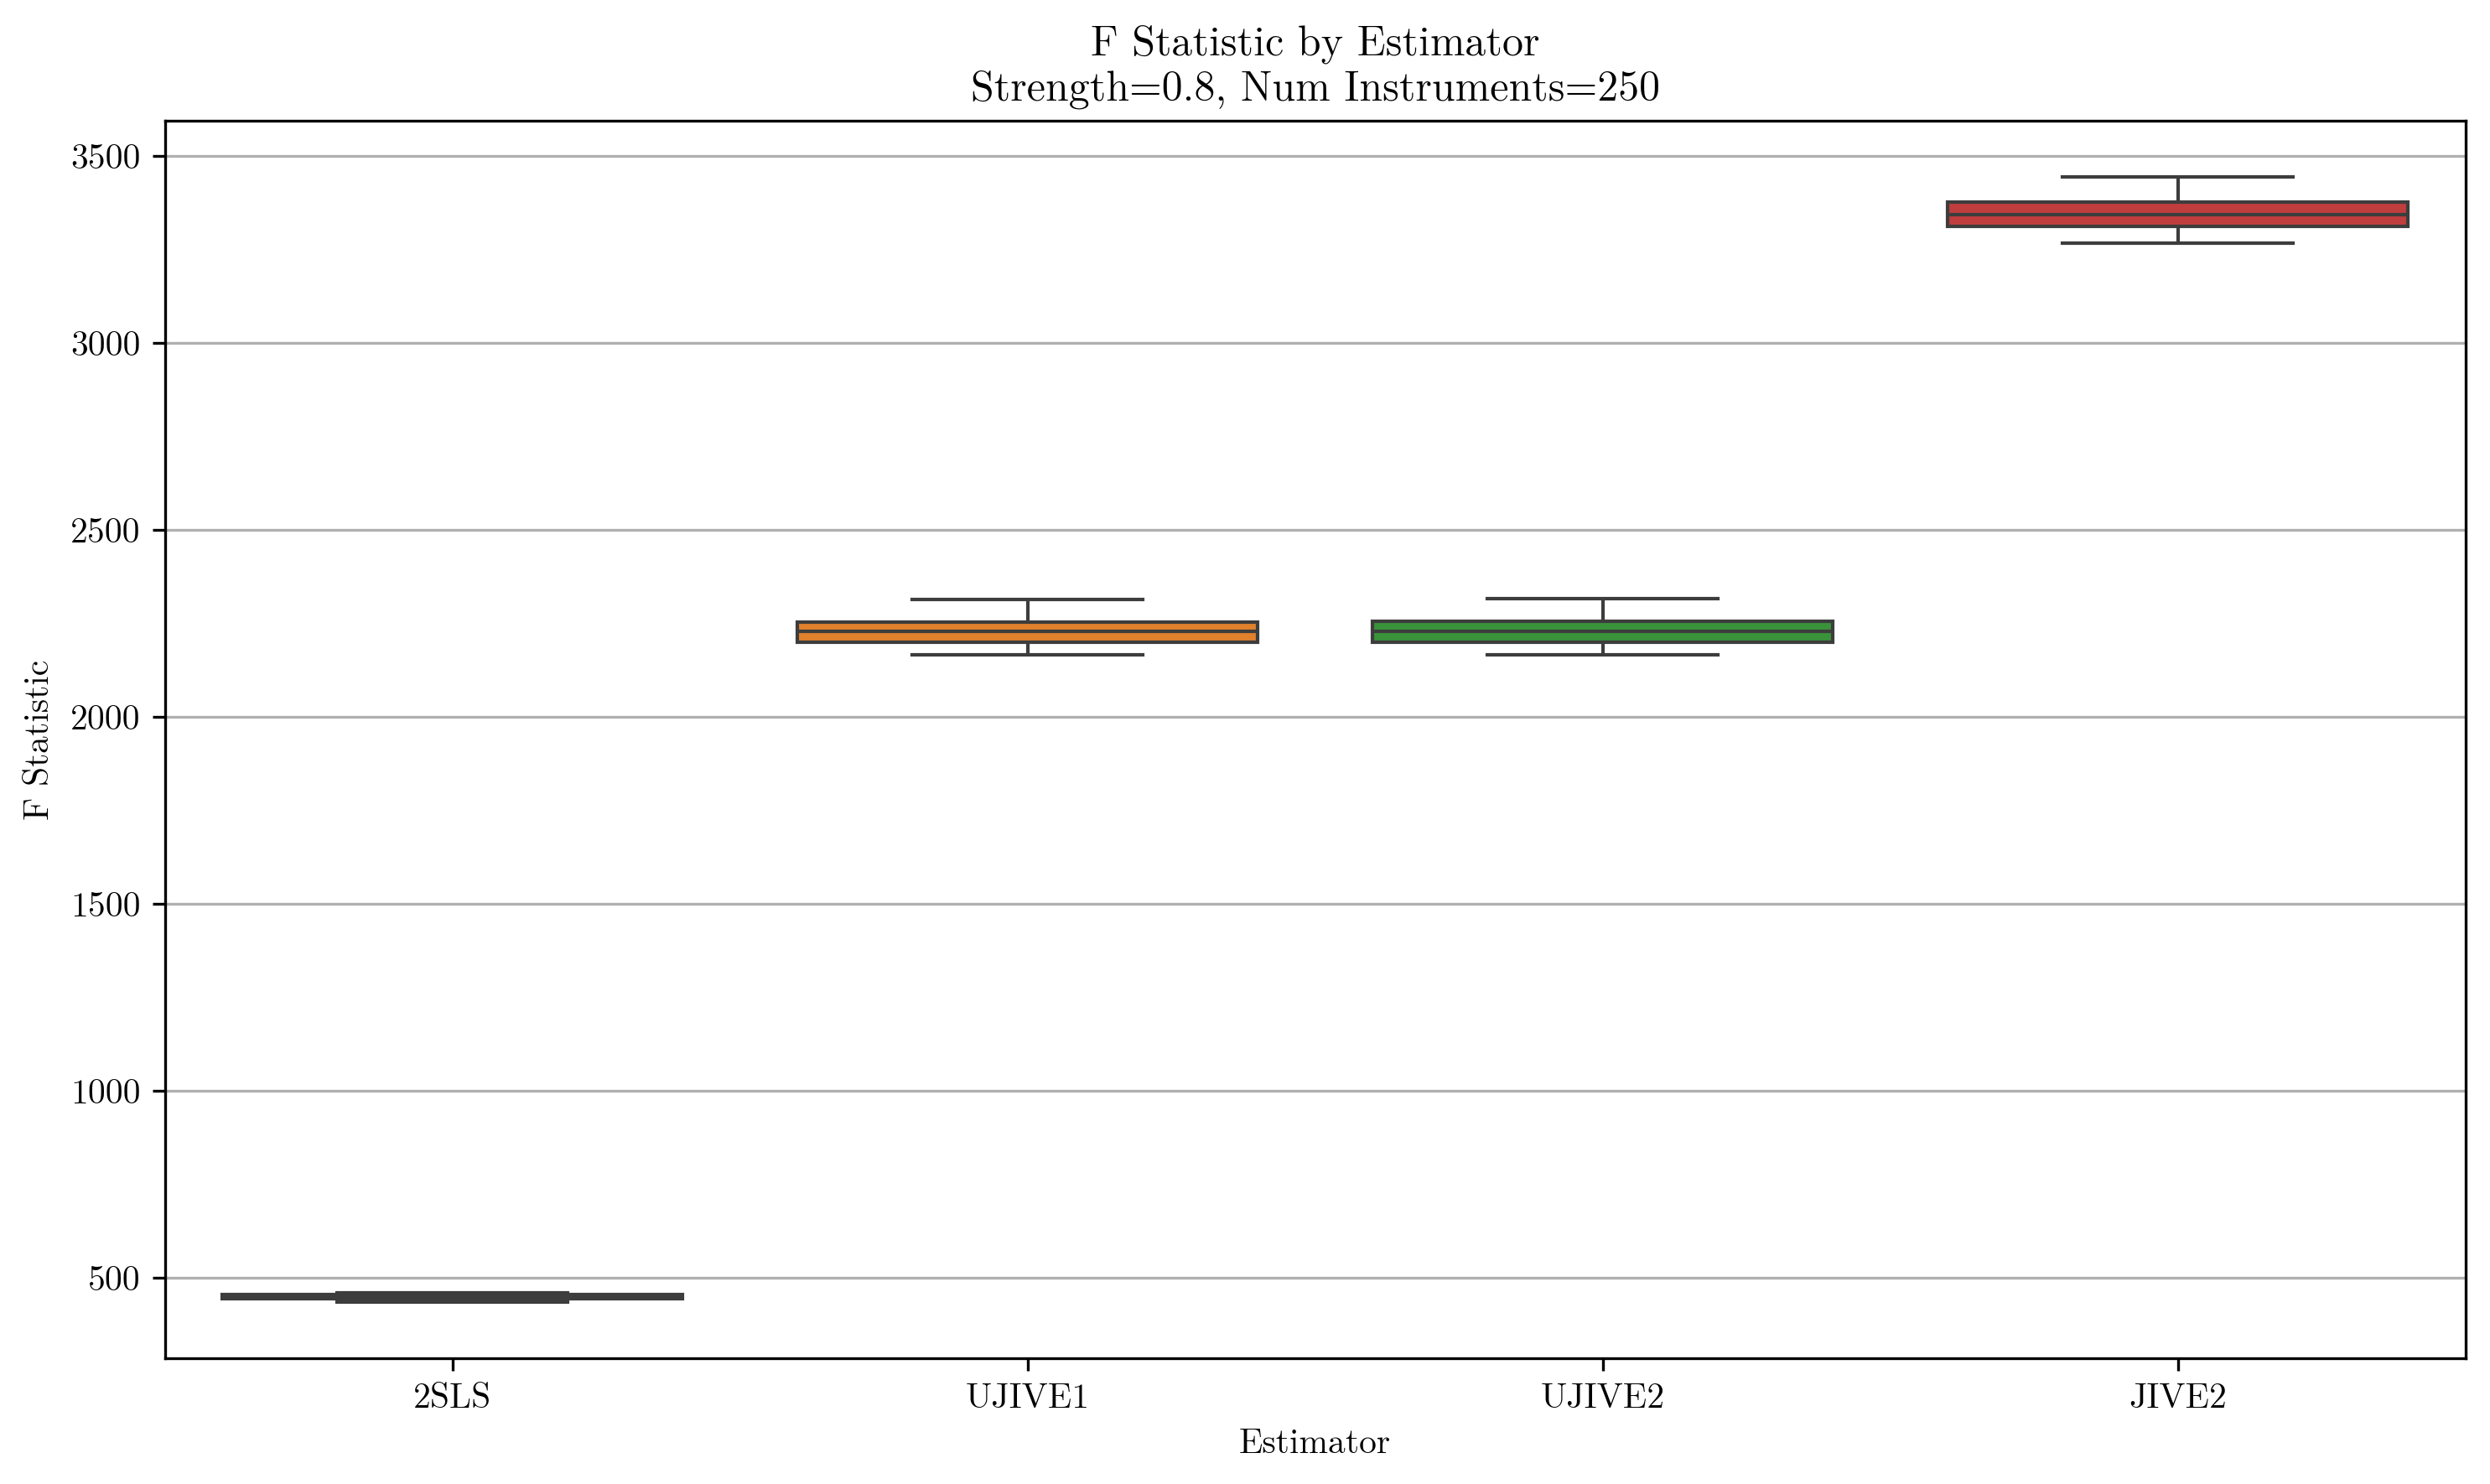 F Statistic by Estimator
Strength=0.8, Num Instruments=250
F Statistic
3500
3000
2500
2000
1500
1000
500
2SLS
UJIVE1
UJIVE2
JIVE2
Estimator